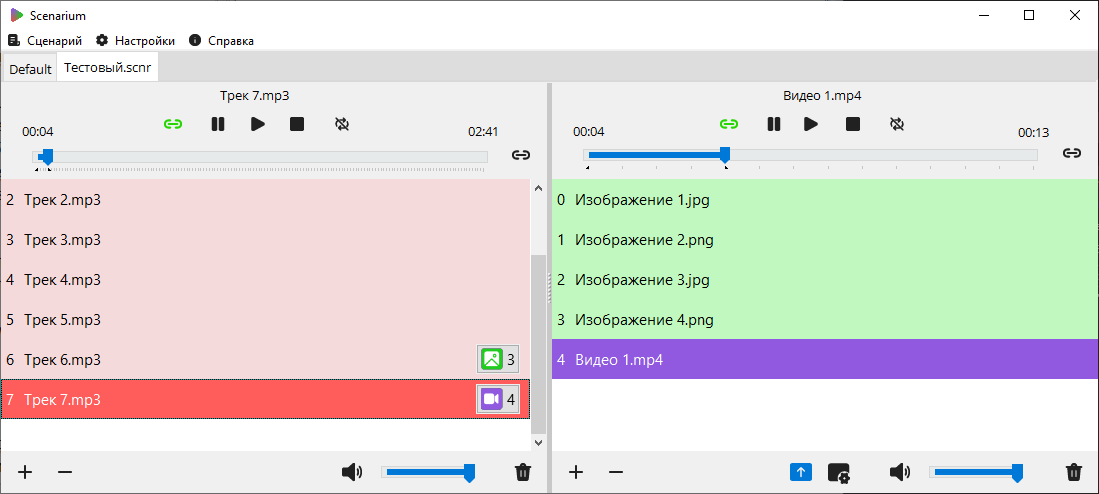 Scenarium
Сценарий Настройки Справка
Default Тестовый.scnr
Трек 7.mp3
00:04 02:41
2 Трек 2.mp3
3 Трек 3.mp3
4 Трек 4.mp3
5 Трек 5.mp3
6 Трек 6.mp3 3
7 Трек 7.mp3 4
Видео 1.mp4
00:04 00:13
0 Изображение 1.jpg
1 Изображение 2.png
2 Изображение 3.jpg
3 Изображение 4.png
4 Видео 1.mp4